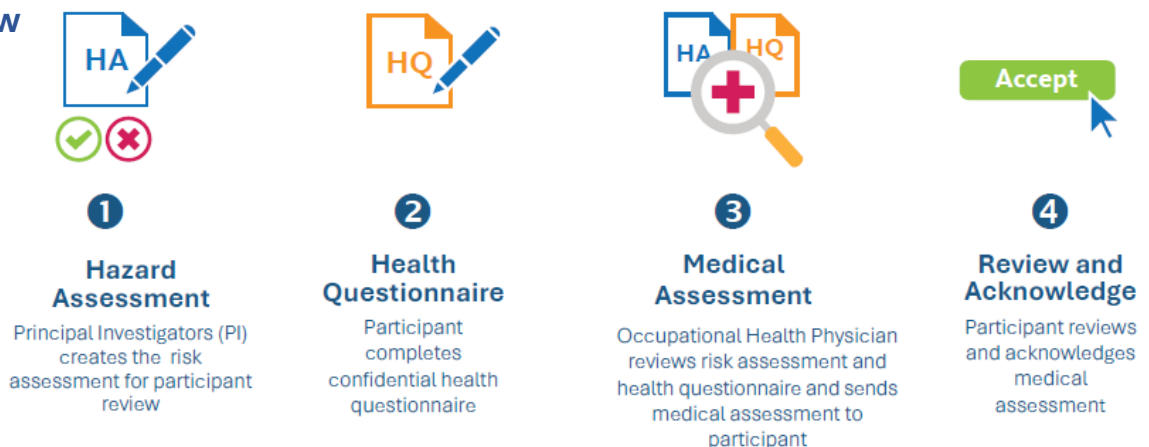 w
HA
HQ
HA
HQ
Accept
1
Hazard
Assessment
Principal Investigators (PI)
creates the risk
assessment for participant
review
2
Health
Questionnaire
Participant
completes
confidential health
questionnaire
3
Medical
Assessment
Occupational Health Physician
reviews risk assessment and
health questionnaire and sends
medical assessment to
participant
4
Review and
Acknowledge
Participant reviews
and acknowledges
medical
assessment